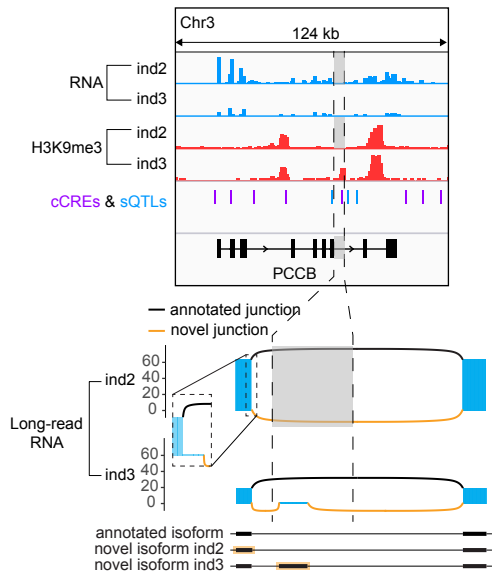 Chr3
124 kb
RNA
ind2
ind3
H3K9me3
ind2
ind3
cCREs & sQTLs
PCCB
annotated junction
novel junction
Long-read
RNA
ind2
60
40
20
0
ind3
60
40
20
0
annotated isoform
novel isoform ind2
novel isoform ind3